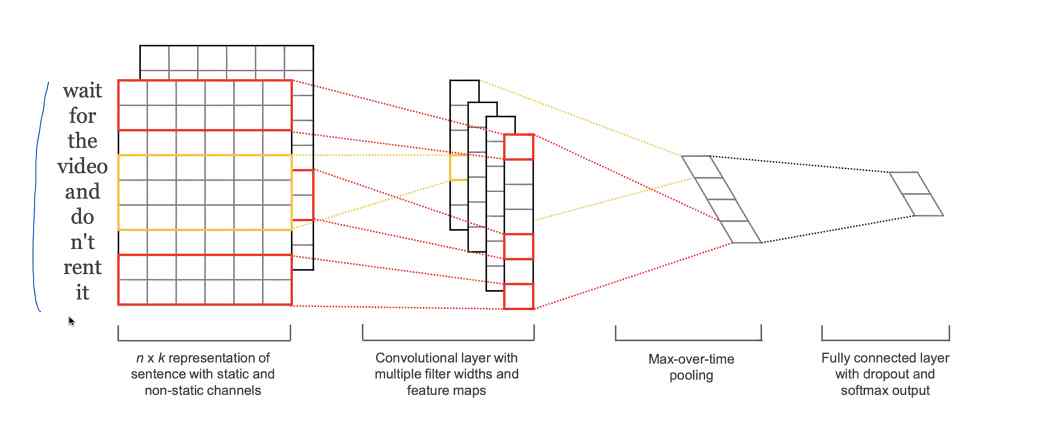 wait
for
the
video
and
do
n't
rent
it
n x k representation of
sentence with static and
non-static channels
Convolutional layer with
multiple filter widths and
feature maps
Max-over-time
pooling
Fully connected layer
with dropout and
softmax output